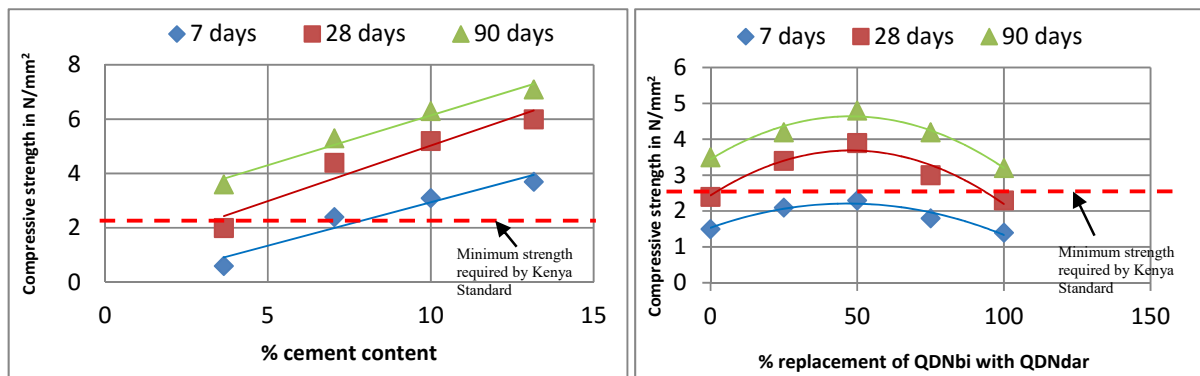 7 days 28 days 90 days
Compressive strength in N/mm²
8
6
4
2
0
0 5 10 15
% cement content
Minimum strength
required by Kenya
Standard
7 days 28 days 90 days
Compressive strength in N/mm²
6
5
4
3
2
1
0
0 50 100 150
% replacement of QDNbi with QDNdar
Minimum strength
required by Kenya
Standard